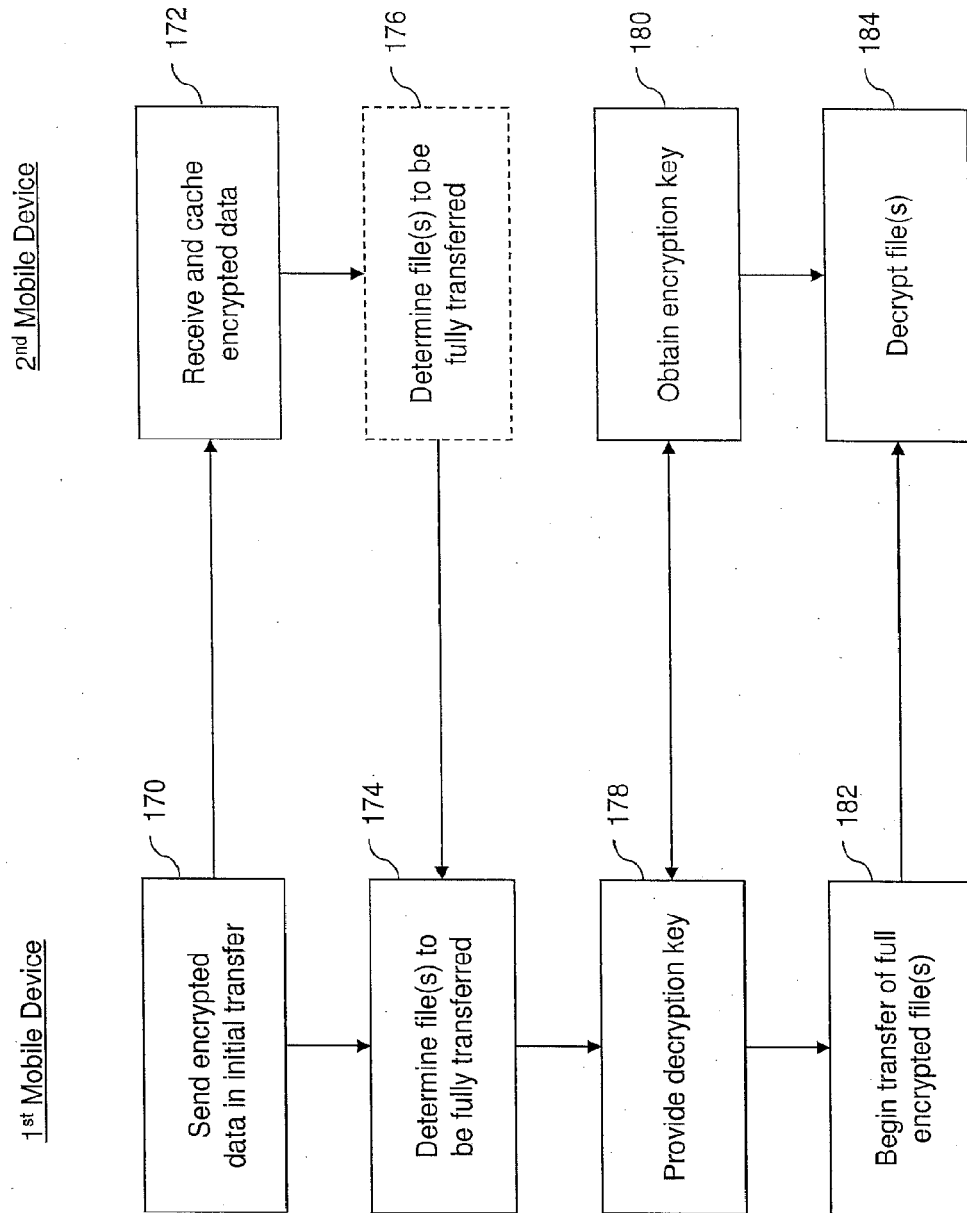 1st Mobile Device
2nd Mobile Device
170
Send encrypted
data in initial transfer
172
Receive and cache
encrypted data
174
Determine file(s) to
be fully transferred
176
Determine file(s) to be
fully transferred
178
Provide decryption key
180
Obtain encryption key
182
Begin transfer of full
encrypted file(s)
184
Decrypt file(s)